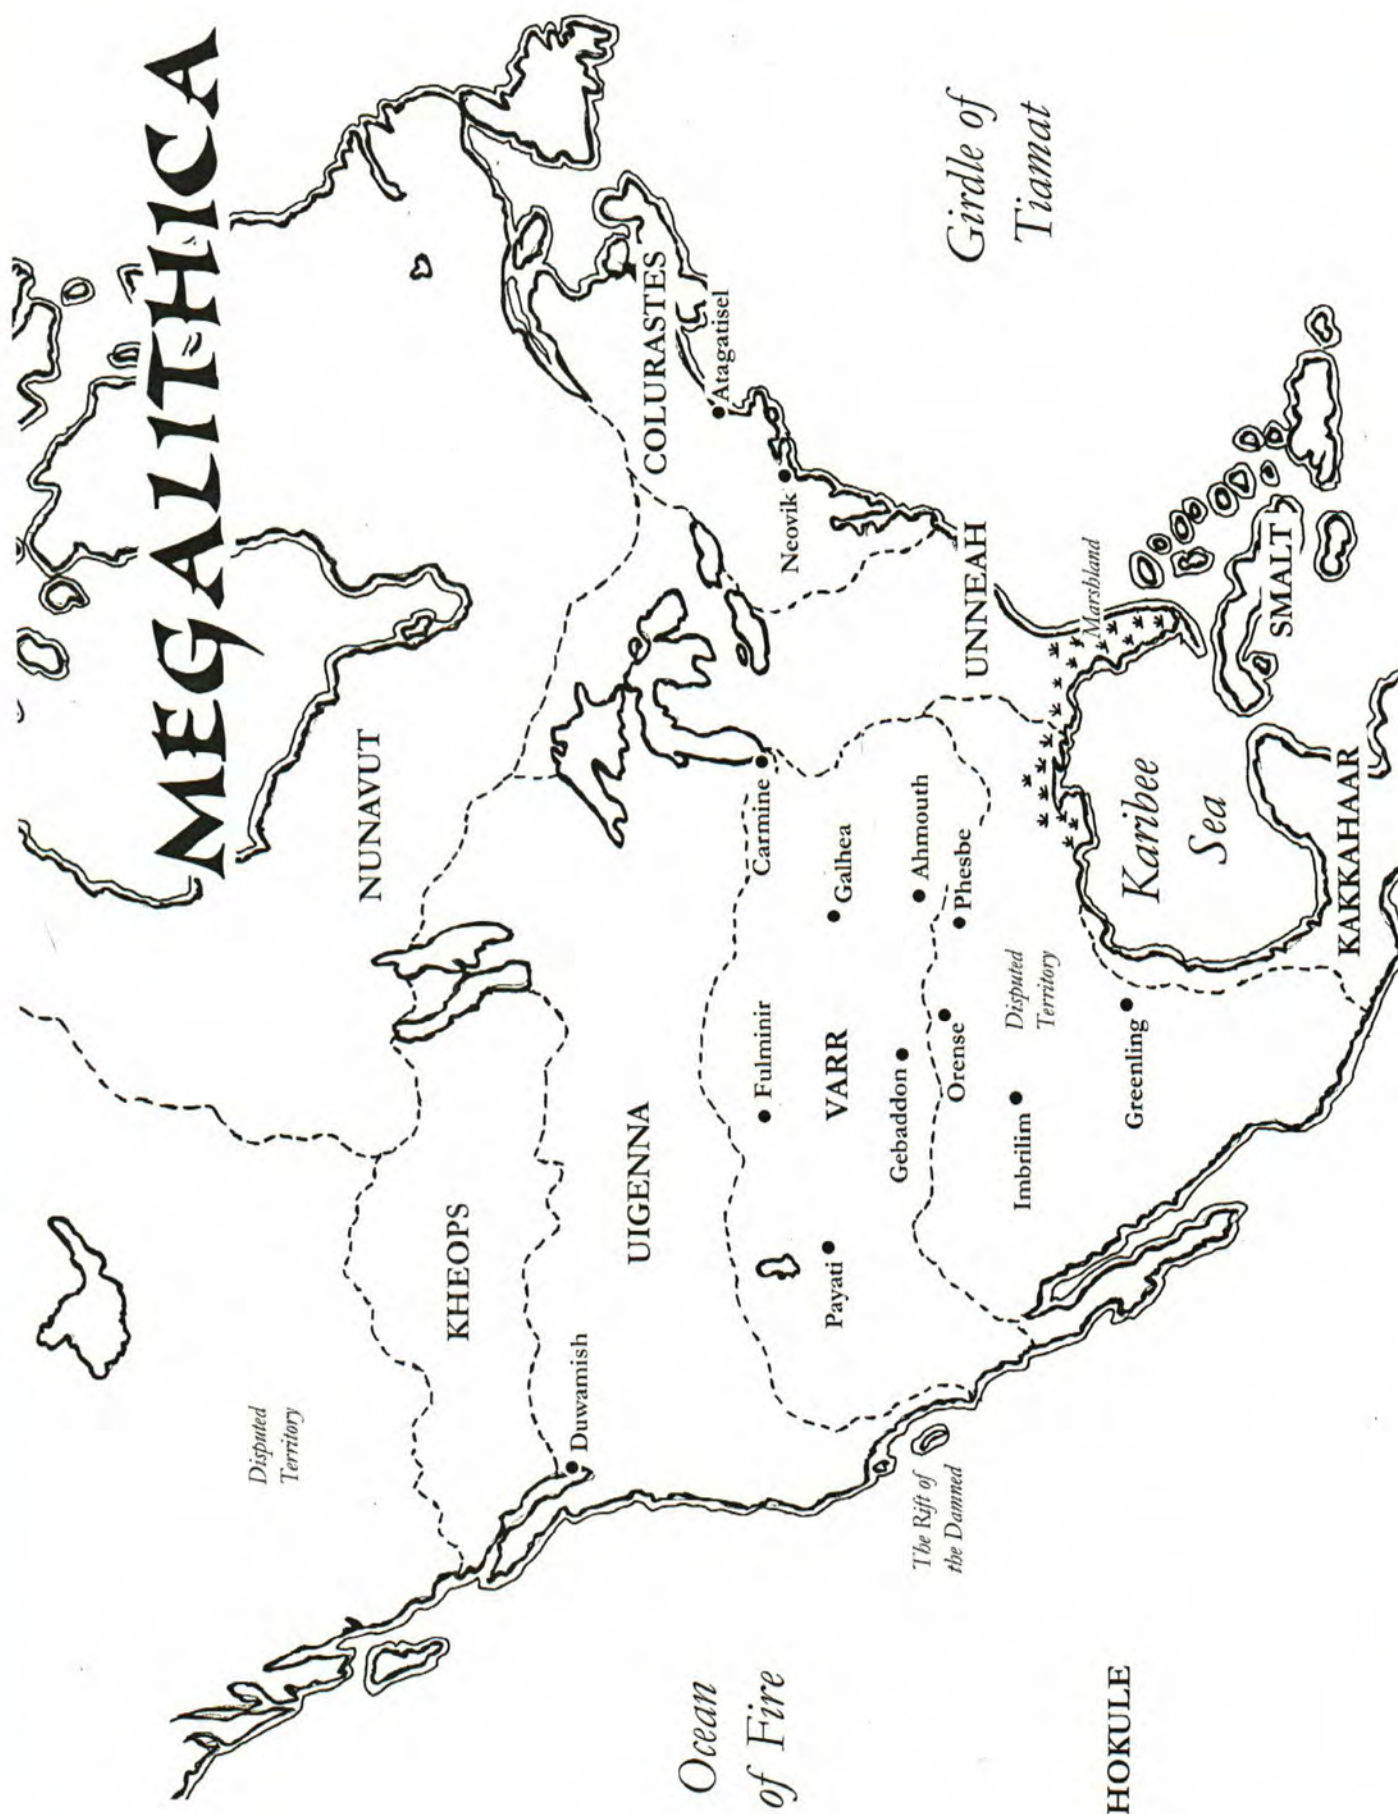 MEGALITHICA
NUNAVUT
Disputed
Territory
KHEOPS
Duwamish
UIGENNA
COLURASTES
Atagatisel
Neovik
Carmine
Fulminir
Galhea
VARR
Payati
Gebaddon
Ahmouth
Phesbe
Orense
Imbrilim
Disputed
Territory
Greenling
UNNEAH
Marshland
Karibee
Sea
SMALT
KAKKAHAAR
Girdle of
Tiamat
The Rift of
the Damned
Ocean
of Fire
HOKULE